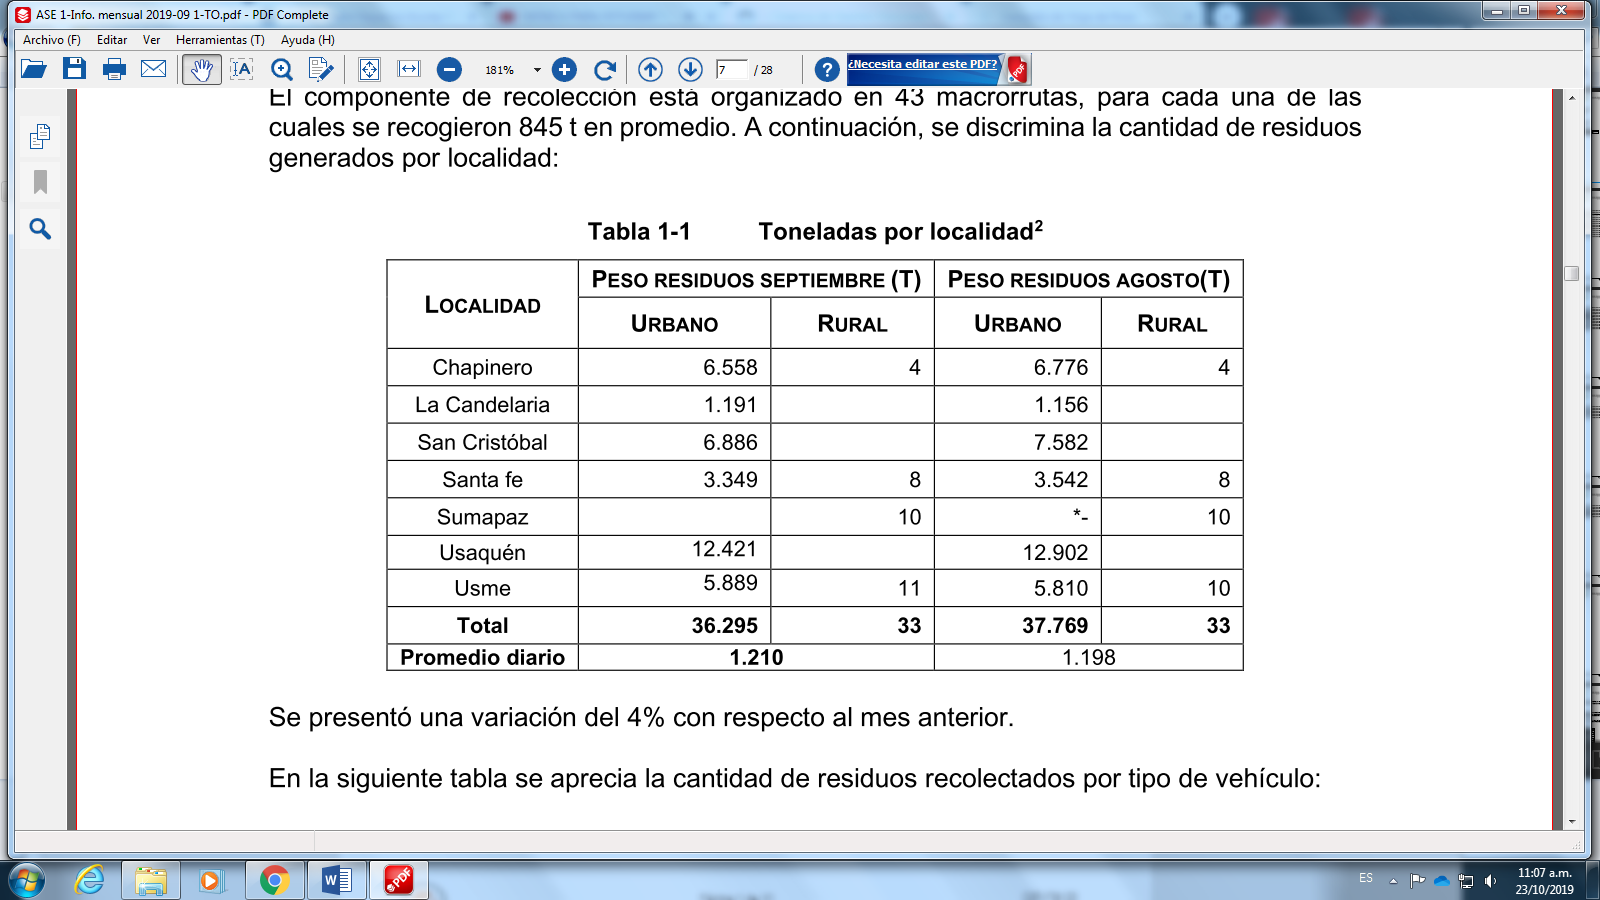 ASE 1-Info. mensual 2019-09 1-TO.pdf - PDF Complete
Archivo (F) Editar Ver Herramientas (T) Ayuda (H)
181% 7 / 28 ¿Necesita editar este PDF? PDF
El componente de recolección está organizado en 43 macrorrutas, para cada una de las
cuales se recogieron 845 t en promedio. A continuación, se discrimina la cantidad de residuos
generados por localidad:
Tabla 1-1 Toneladas por localidad²
LOCALIDAD PESO RESIDUOS SEPTIEMBRE (T) PESO RESIDUOS AGOSTO(T)
URBANO RURAL URBANO RURAL
Chapinero 6.558 4 6.776 4
La Candelaria 1.191 1.156
San Cristóbal 6.886 7.582
Santa fe 3.349 8 3.542 8
Sumapaz 10 *- 10
Usaquén 12.421 12.902
Usme 5.889 11 5.810 10
Total 36.295 33 37.769 33
Promedio diario 1.210 1.198
Se presentó una variación del 4% con respecto al mes anterior.
En la siguiente tabla se aprecia la cantidad de residuos recolectados por tipo de vehículo:
PDF
ES 11:07 a.m.
23/10/2019